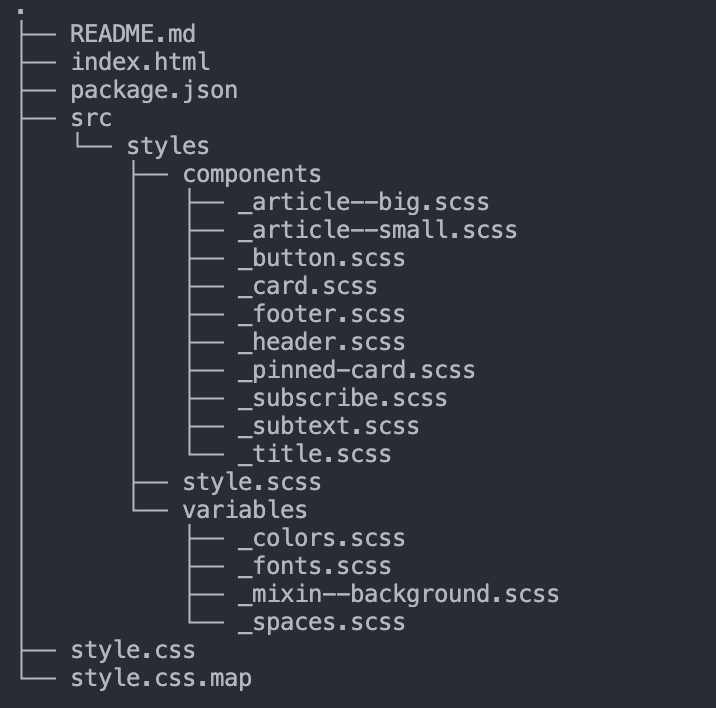 .
├── README.md
├── index.html
├── package.json
├── src
│   └── styles
│       ├── components
│       │   ├── _article--big.scss
│       │   ├── _article--small.scss
│       │   ├── _button.scss
│       │   ├── _card.scss
│       │   ├── _footer.scss
│       │   ├── _header.scss
│       │   ├── _pinned-card.scss
│       │   ├── _subscribe.scss
│       │   ├── _subtext.scss
│       │   └── _title.scss
│       ├── style.scss
│       └── variables
│           ├── _colors.scss
│           ├── _fonts.scss
│           ├── _mixin--background.scss
│           └── _spaces.scss
├── style.css
└── style.css.map